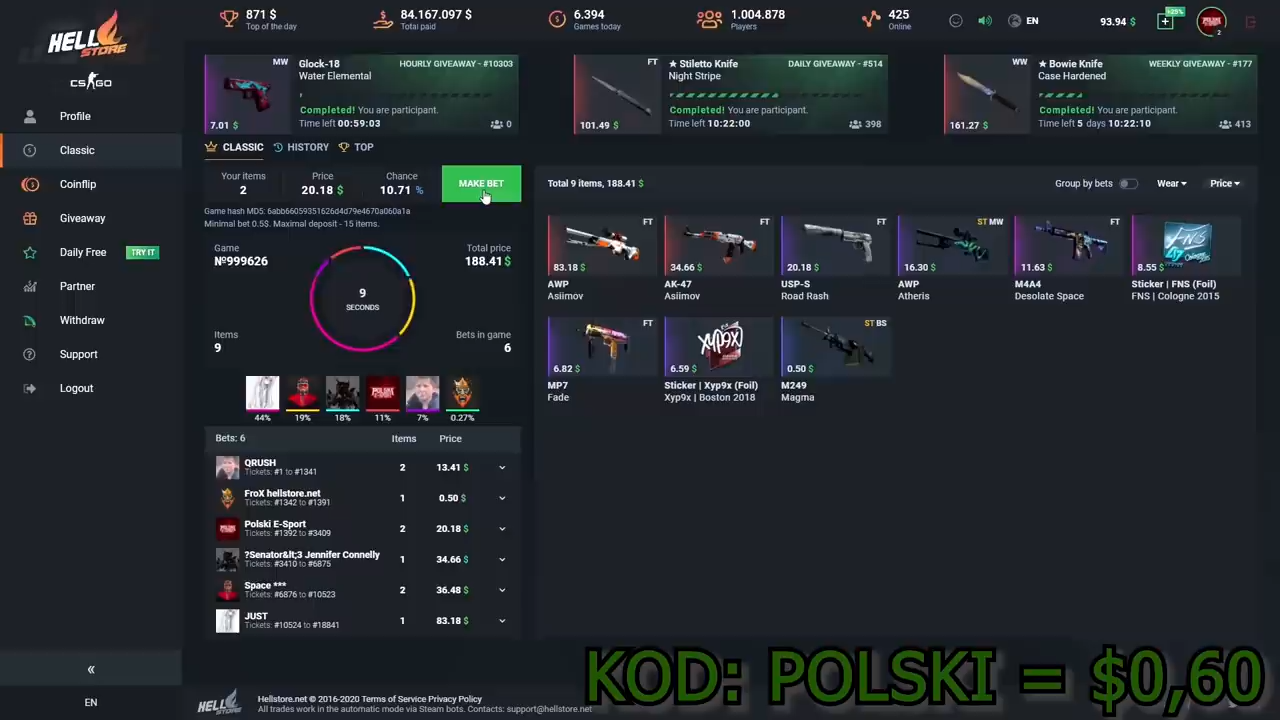 HELL STORE
CS GO
871 $
Top of the day
84.167.097 $
Total paid
6.394
Games today
1.004.878
Players
425
Online
EN
93.94 $
+25%
2
Profile
Classic
Coinflip
Giveaway
Daily Free TRY IT
Partner
Withdraw
Support
Logout
«
EN
MW
7.01 $
Glock-18 HOURLY GIVEAWAY - #10303
Water Elemental
Completed! You are participant.
Time left 00:59:03 0
FT
101.49 $
★ Stiletto Knife DAILY GIVEAWAY - #514
Night Stripe
Completed! You are participant.
Time left 10:22:00 398
WW
161.27 $
★ Bowie Knife WEEKLY GIVEAWAY - #177
Case Hardened
Completed! You are participant.
Time left 5 days 10:22:10 413
CLASSIC HISTORY TOP
Your items Price Chance
2 20.18 $ 10.71 %
MAKE BET
Game hash MD5: 6abb66059351626d4d79e4670a060a1a
Minimal bet 0.5$. Maximal deposit - 15 items.
Game Total price
№999626 188.41 $
9
SECONDS
Items Bets in game
9 6
44% 19% 18% 11% 7% 0.27%
Bets: 6 Items Price
QRUSH
Tickets: #1 to #1341
2 13.41 $
FroX hellstore.net
Tickets: #1342 to #1391
1 0.50 $
Polski E-Sport
Tickets: #1392 to #3409
2 20.18 $
?Senator&lt;3 Jennifer Connelly
Tickets: #3410 to #6875
1 34.66 $
Space ***
Tickets: #6876 to #10523
2 36.48 $
JUST
Tickets: #10524 to #18841
1 83.18 $
Total 9 items, 188.41 $ Group by bets Wear Price
FT
83.18 $
AWP
Asiimov
FT
34.66 $
AK-47
Asiimov
FT
20.18 $
USP-S
Road Rash
ST MW
16.30 $
AWP
Atheris
FT
11.63 $
M4A4
Desolate Space
8.55 $
Sticker | FNS (Foil)
FNS | Cologne 2015
FT
6.82 $
MP7
Fade
6.59 $
Sticker | Xyp9x (Foil)
Xyp9x | Boston 2018
ST BS
0.50 $
M249
Magma
HELL STORE
Hellstore.net © 2016-2020 Terms of Service Privacy Policy
All trades work in the automatic mode via Steam bots. Contacts: support@hellstore.net
KOD: POLSKI = $0,60